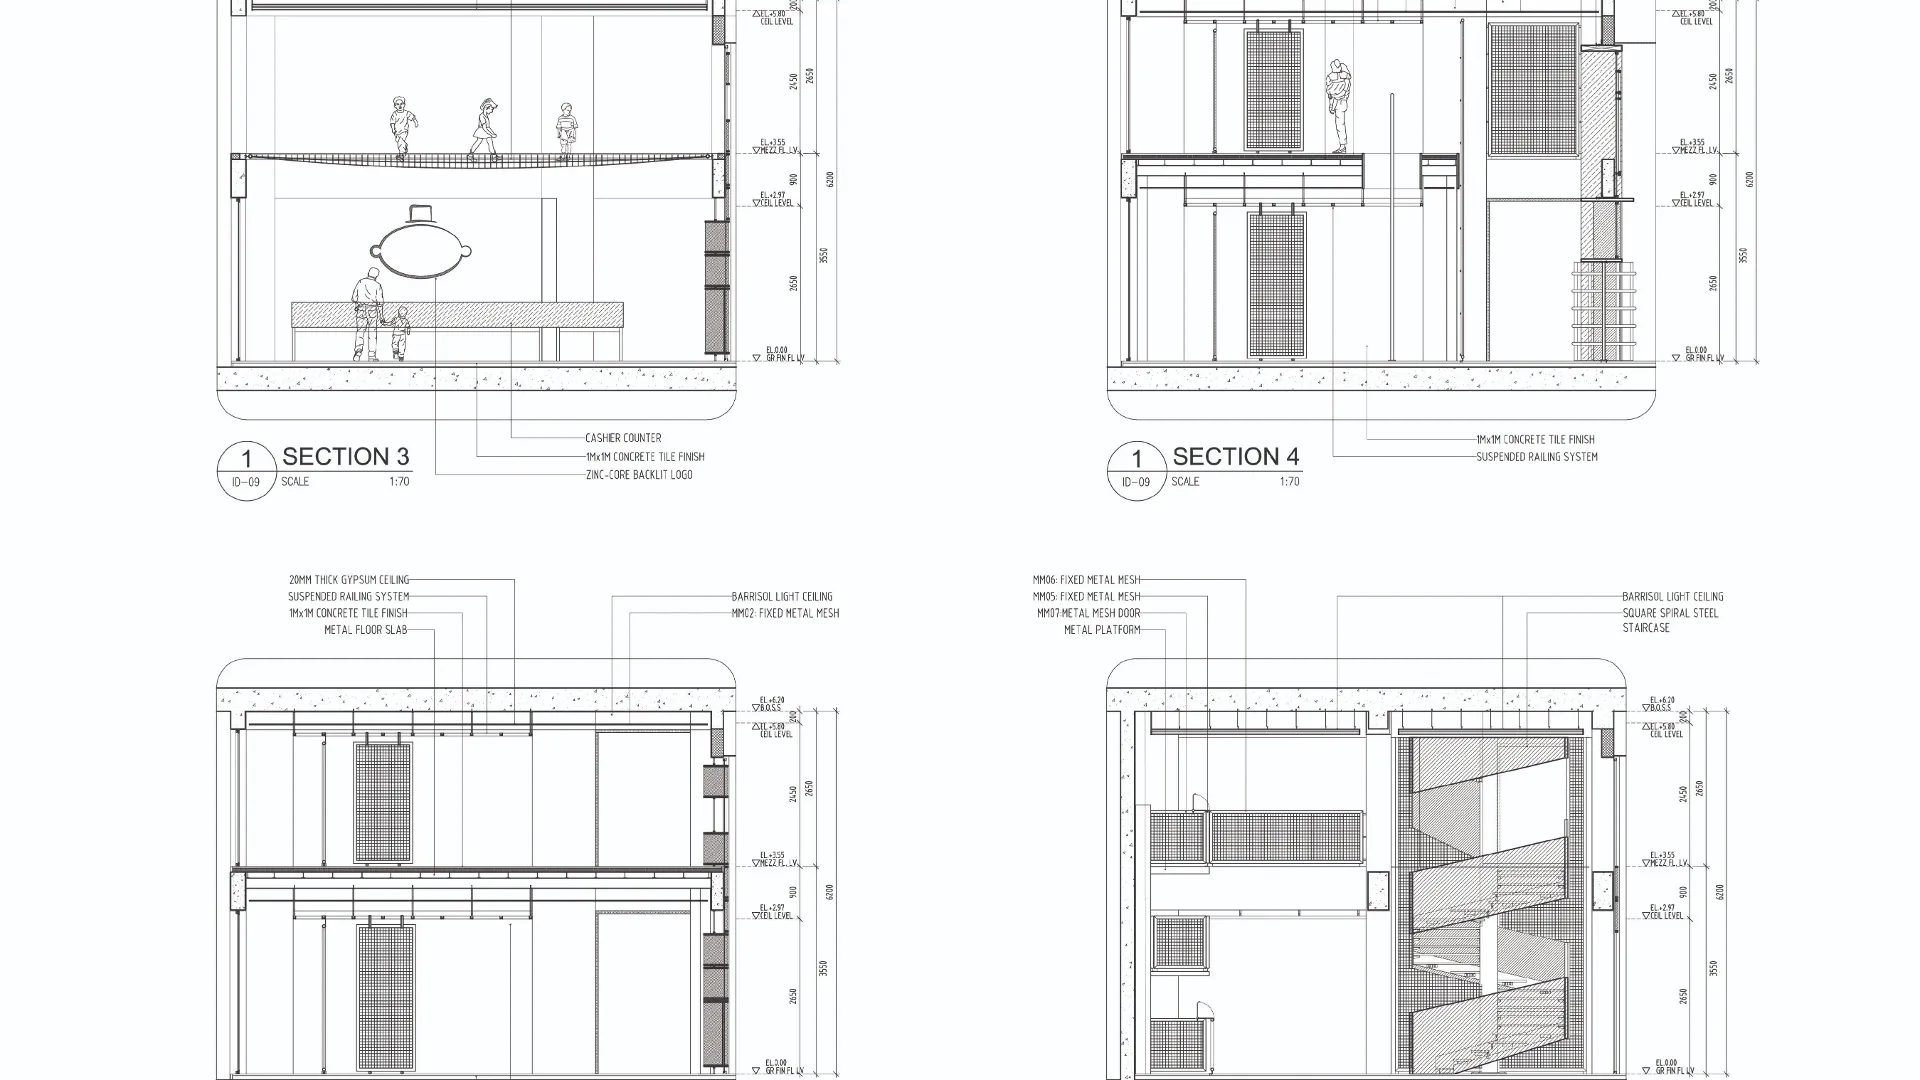 EL.+5.80
CEIL LEVEL
2450
2650
EL.+3.55
MEZZ FL. LV
900
6200
EL.+2.97
CEIL LEVEL
3550
2650
EL.0.00
GR FIN FL LV
CASHIER COUNTER
1Mx1M CONCRETE TILE FINISH
ZINC-CORE BACKLIT LOGO
1
ID-09
SECTION 3
SCALE 1:70
EL.+5.80
CEIL LEVEL
2450
2650
EL.+3.55
MEZZ FL. LV
900
6200
EL.+2.97
CEIL LEVEL
3550
2650
EL.0.00
GR FIN FL LV
1Mx1M CONCRETE TILE FINISH
SUSPENDED RAILING SYSTEM
1
ID-09
SECTION 4
SCALE 1:70
20MM THICK GYPSUM CEILING
SUSPENDED RAILING SYSTEM
1Mx1M CONCRETE TILE FINISH
METAL FLOOR SLAB
BARRISOL LIGHT CEILING
MM02: FIXED METAL MESH
EL.+6.20
B.O.S.S
200
EL.+5.80
CEIL LEVEL
2450
2650
EL.+3.55
MEZZ FL. LV
900
6200
EL.+2.97
CEIL LEVEL
3550
2650
EL.0.00
GR FIN FL LV
MM06: FIXED METAL MESH
MM05: FIXED METAL MESH
MM07:METAL MESH DOOR
METAL PLATFORM
BARRISOL LIGHT CEILING
SQUARE SPIRAL STEEL
STAIRCASE
EL.+6.20
B.O.S.S
200
EL.+5.80
CEIL LEVEL
2450
2650
EL.+3.55
MEZZ FL. LV
900
6200
EL.+2.97
CEIL LEVEL
3550
2650
EL.0.00
GR FIN FL LV